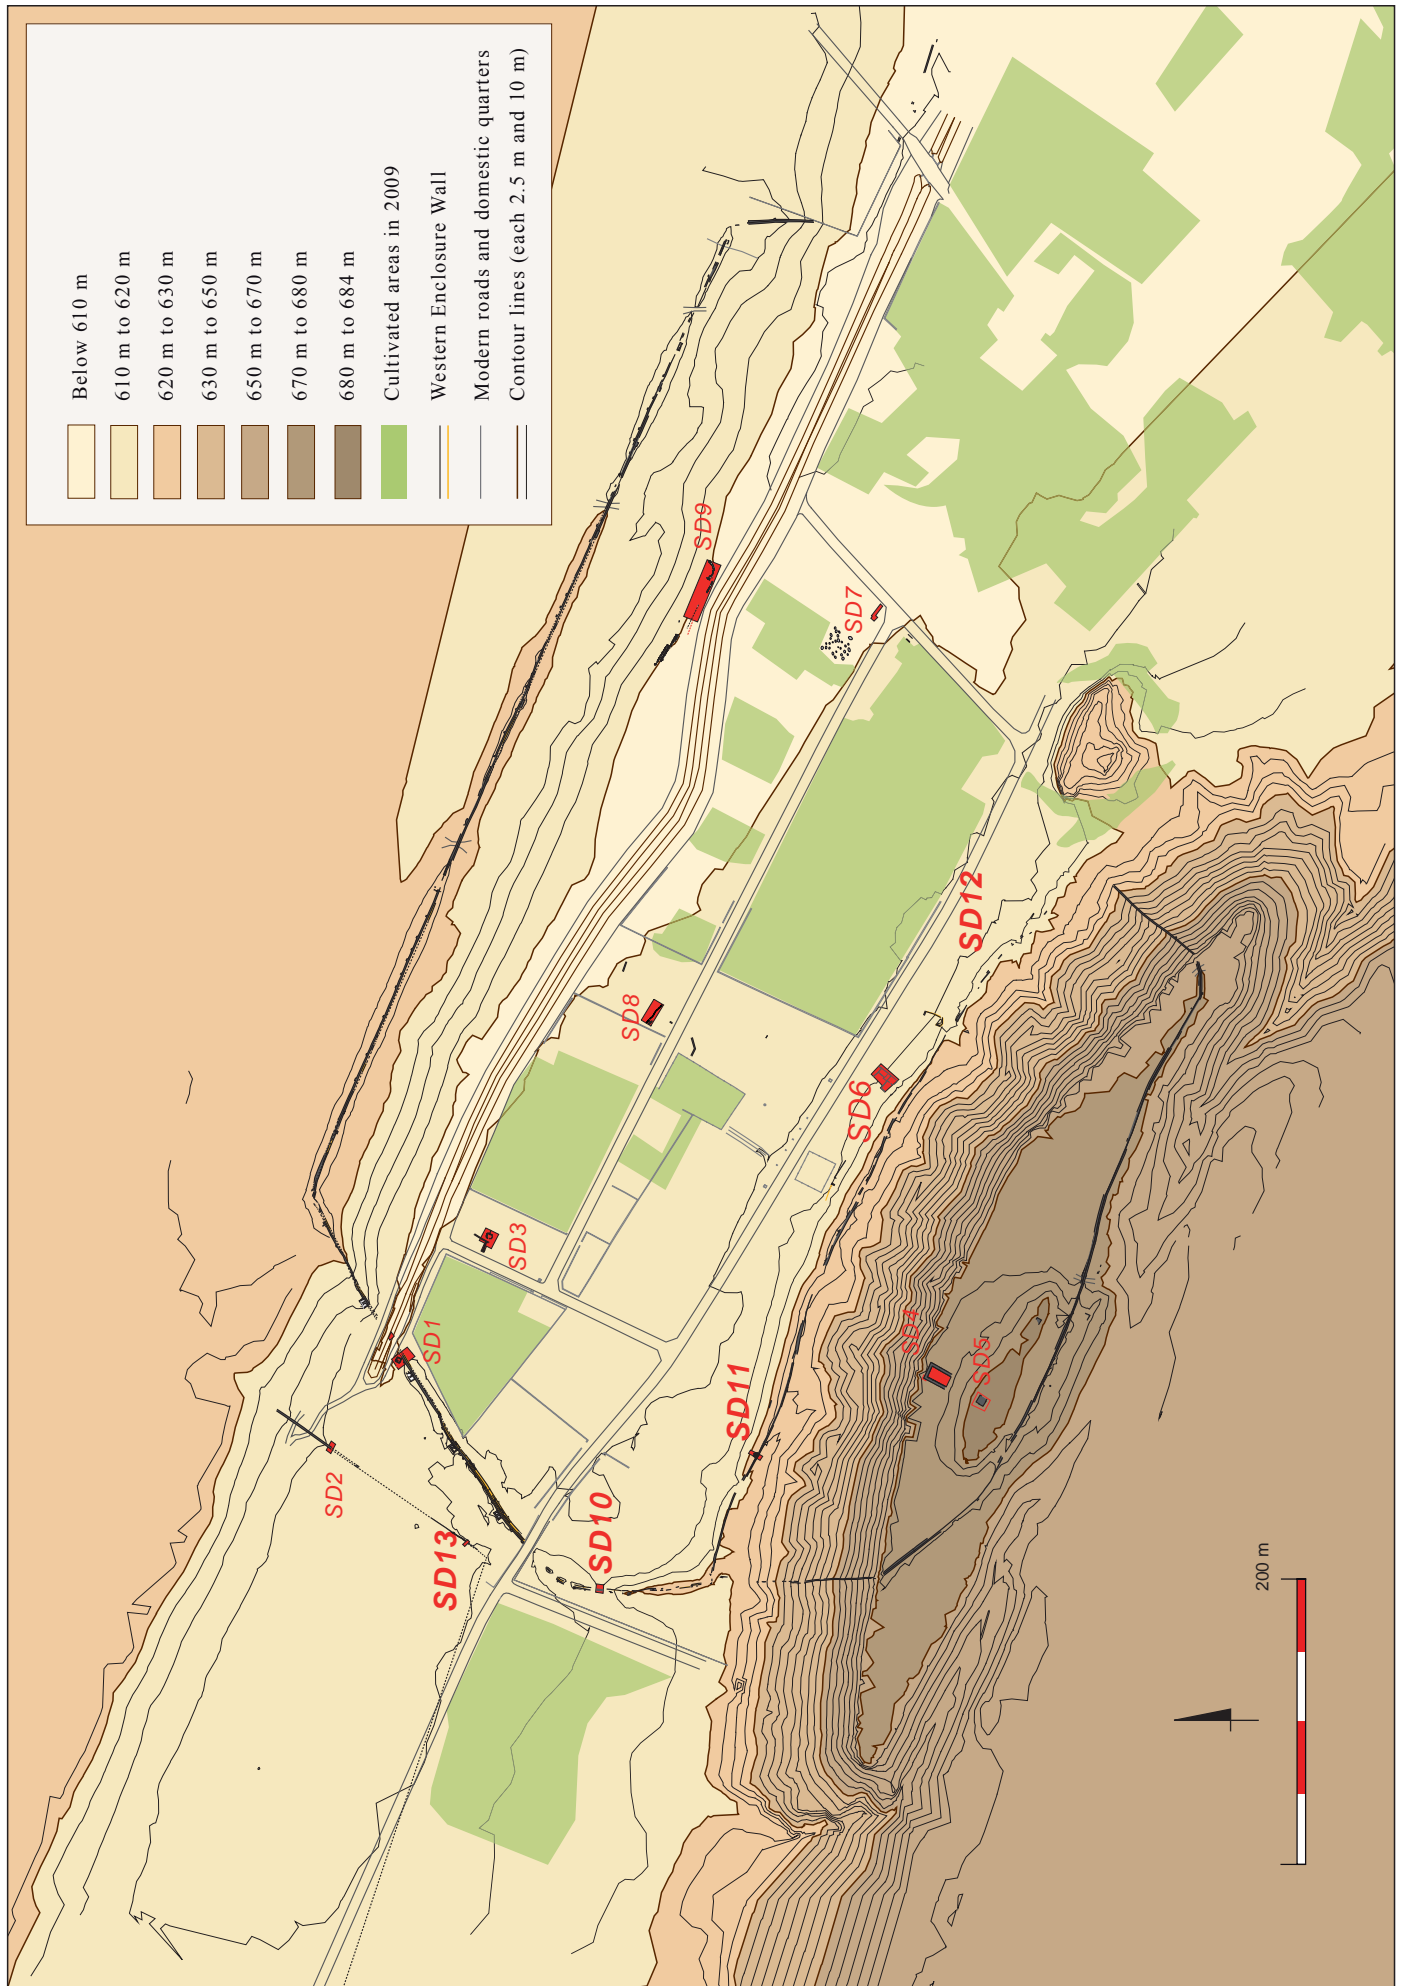 Below 610 m
610 m to 620 m
620 m to 630 m
630 m to 650 m
650 m to 670 m
670 m to 680 m
680 m to 684 m
Cultivated areas in 2009
Western Enclosure Wall
Modern roads and domestic quarters
Contour lines (each 2.5 m and 10 m)
SD2
SD13
SD1
SD3
SD10
SD8
SD9
SD11
SD7
SD6
SD4
SD12
SD5
200 m